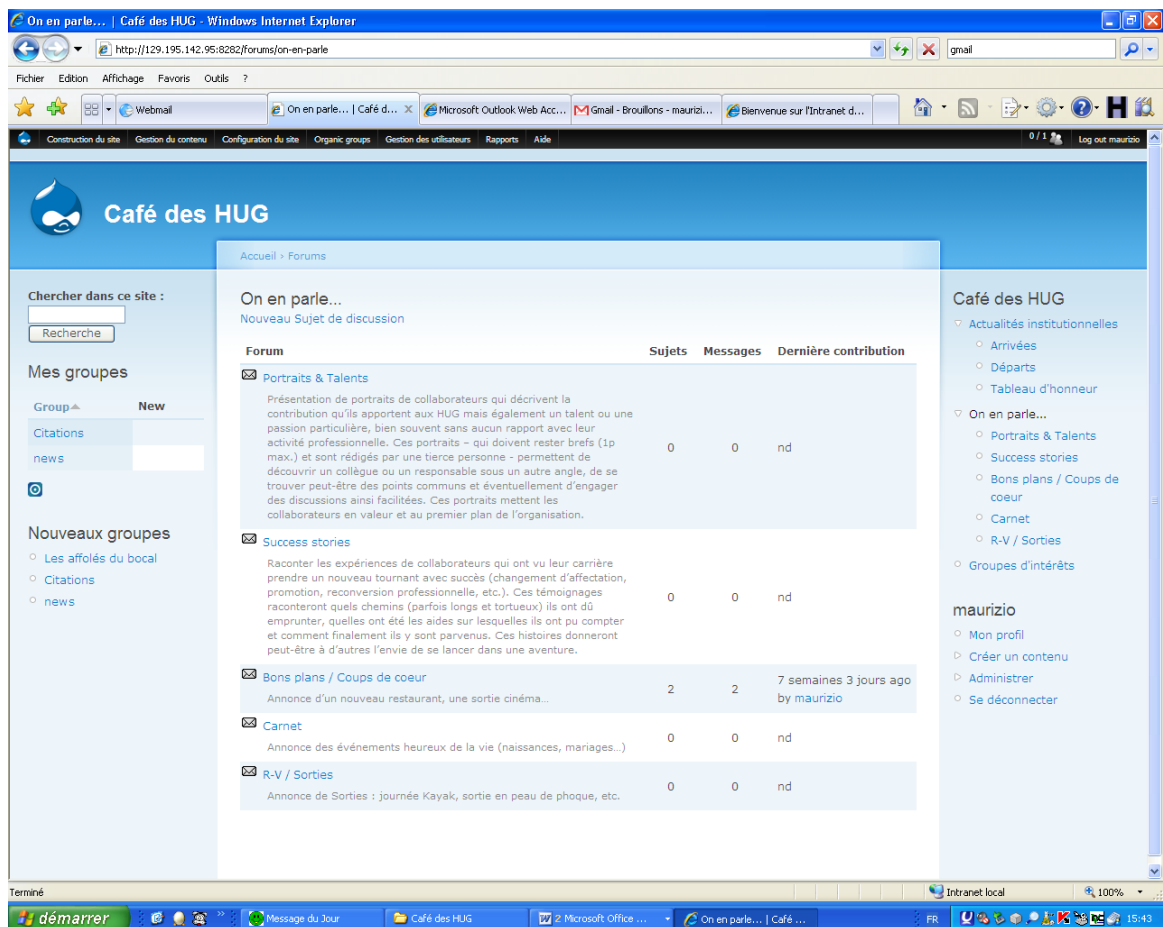 On en parle... | Café des HUG - Windows Internet Explorer
http://129.195.142.95:8282/forums/on-en-parle
gmail
Fichier Edition Affichage Favoris Outils ?
Webmail
On en parle... | Café d...
Microsoft Outlook Web Acc...
Gmail - Brouillons - maurizi...
Bienvenue sur l'Intranet d...
Construction du site Gestion du contenu Configuration du site Organic groups Gestion des utilisateurs Rapports Aide
0 / 1
Log out maurizio
Café des HUG
Accueil › Forums
Chercher dans ce site :
Recherche
Mes groupes
Group New
Citations
news
Nouveaux groupes
Les affolés du bocal
Citations
news
On en parle...
Nouveau Sujet de discussion
Forum Sujets Messages Dernière contribution
Portraits & Talents
Présentation de portraits de collaborateurs qui décrivent la
contribution qu'ils apportent aux HUG mais également un talent ou une
passion particulière, bien souvent sans aucun rapport avec leur
activité professionnelle. Ces portraits – qui doivent rester brefs (1p
max.) et sont rédigés par une tierce personne - permettent de
découvrir un collègue ou un responsable sous un autre angle, de se
trouver peut-être des points communs et éventuellement d'engager
des discussions ainsi facilitées. Ces portraits mettent les
collaborateurs en valeur et au premier plan de l'organisation.
0 0 nd
Success stories
Raconter les expériences de collaborateurs qui ont vu leur carrière
prendre un nouveau tournant avec succès (changement d'affectation,
promotion, reconversion professionnelle, etc.). Ces témoignages
raconteront quels chemins (parfois longs et tortueux) ils ont dû
emprunter, quelles ont été les aides sur lesquelles ils ont pu compter
et comment finalement ils y sont parvenus. Ces histoires donneront
peut-être à d'autres l'envie de se lancer dans une aventure.
0 0 nd
Bons plans / Coups de coeur
Annonce d'un nouveau restaurant, une sortie cinéma…
2 2 7 semaines 3 jours ago
by maurizio
Carnet
Annonce des événements heureux de la vie (naissances, mariages…)
0 0 nd
R-V / Sorties
Annonce de Sorties : journée Kayak, sortie en peau de phoque, etc.
0 0 nd
Café des HUG
Actualités institutionnelles
Arrivées
Départs
Tableau d'honneur
On en parle...
Portraits & Talents
Success stories
Bons plans / Coups de
coeur
Carnet
R-V / Sorties
Groupes d'intérêts
maurizio
Mon profil
Créer un contenu
Administrer
Se déconnecter
Terminé
Intranet local
100%
démarrer
Message du Jour
Café des HUG
2 Microsoft Office ...
On en parle... | Café ...
FR
15:43